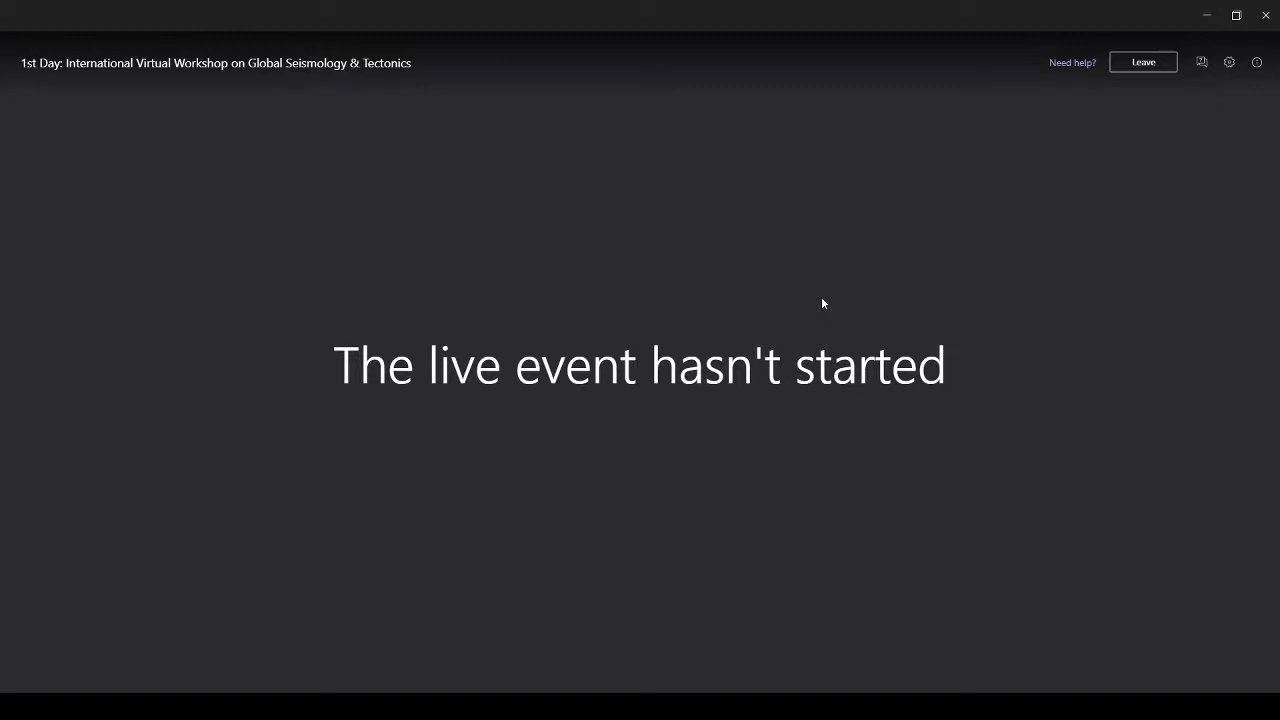 1st Day: International Virtual Workshop on Global Seismology & Tectonics
Need help?
Leave
The live event hasn't started